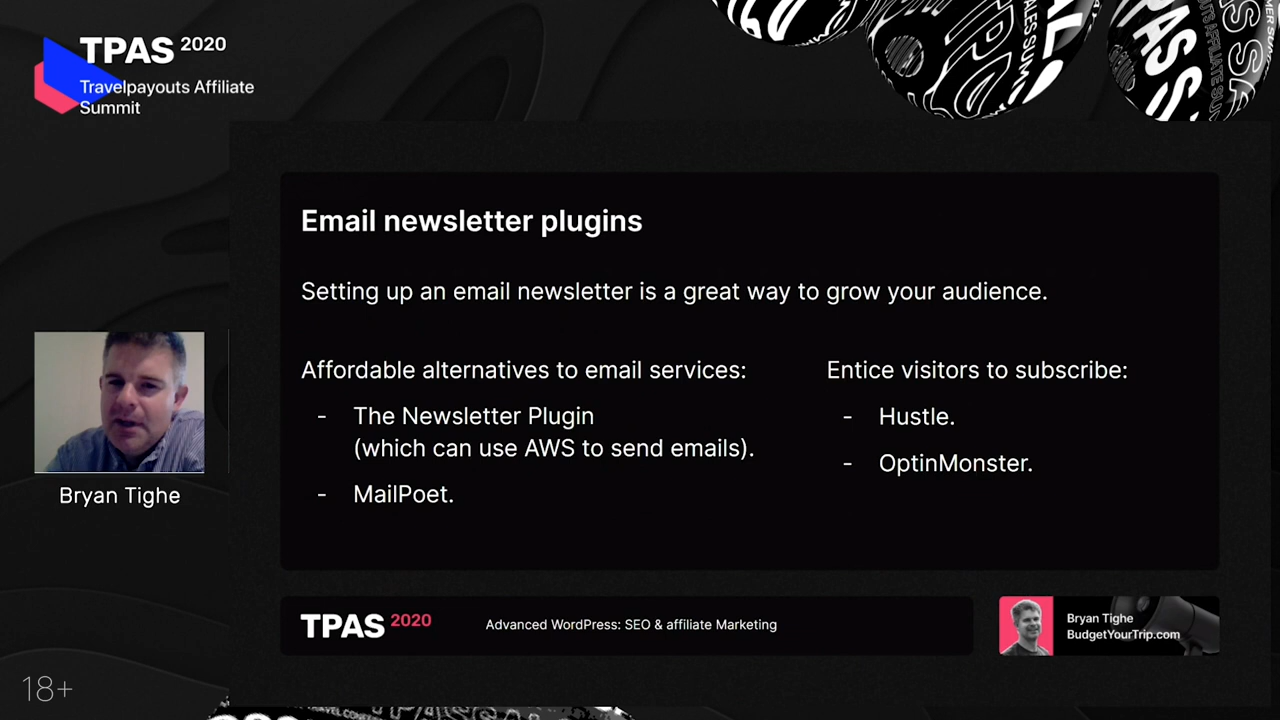 TPAS 2020
Travelpayouts Affiliate
Summit
Email newsletter plugins
Setting up an email newsletter is a great way to grow your audience.
Affordable alternatives to email services:
- The Newsletter Plugin
(which can use AWS to send emails).
- MailPoet.
Entice visitors to subscribe:
- Hustle.
- OptinMonster.
Bryan Tighe
TPAS 2020
Advanced WordPress: SEO & affiliate Marketing
Bryan Tighe
BudgetYourTrip.com
18+